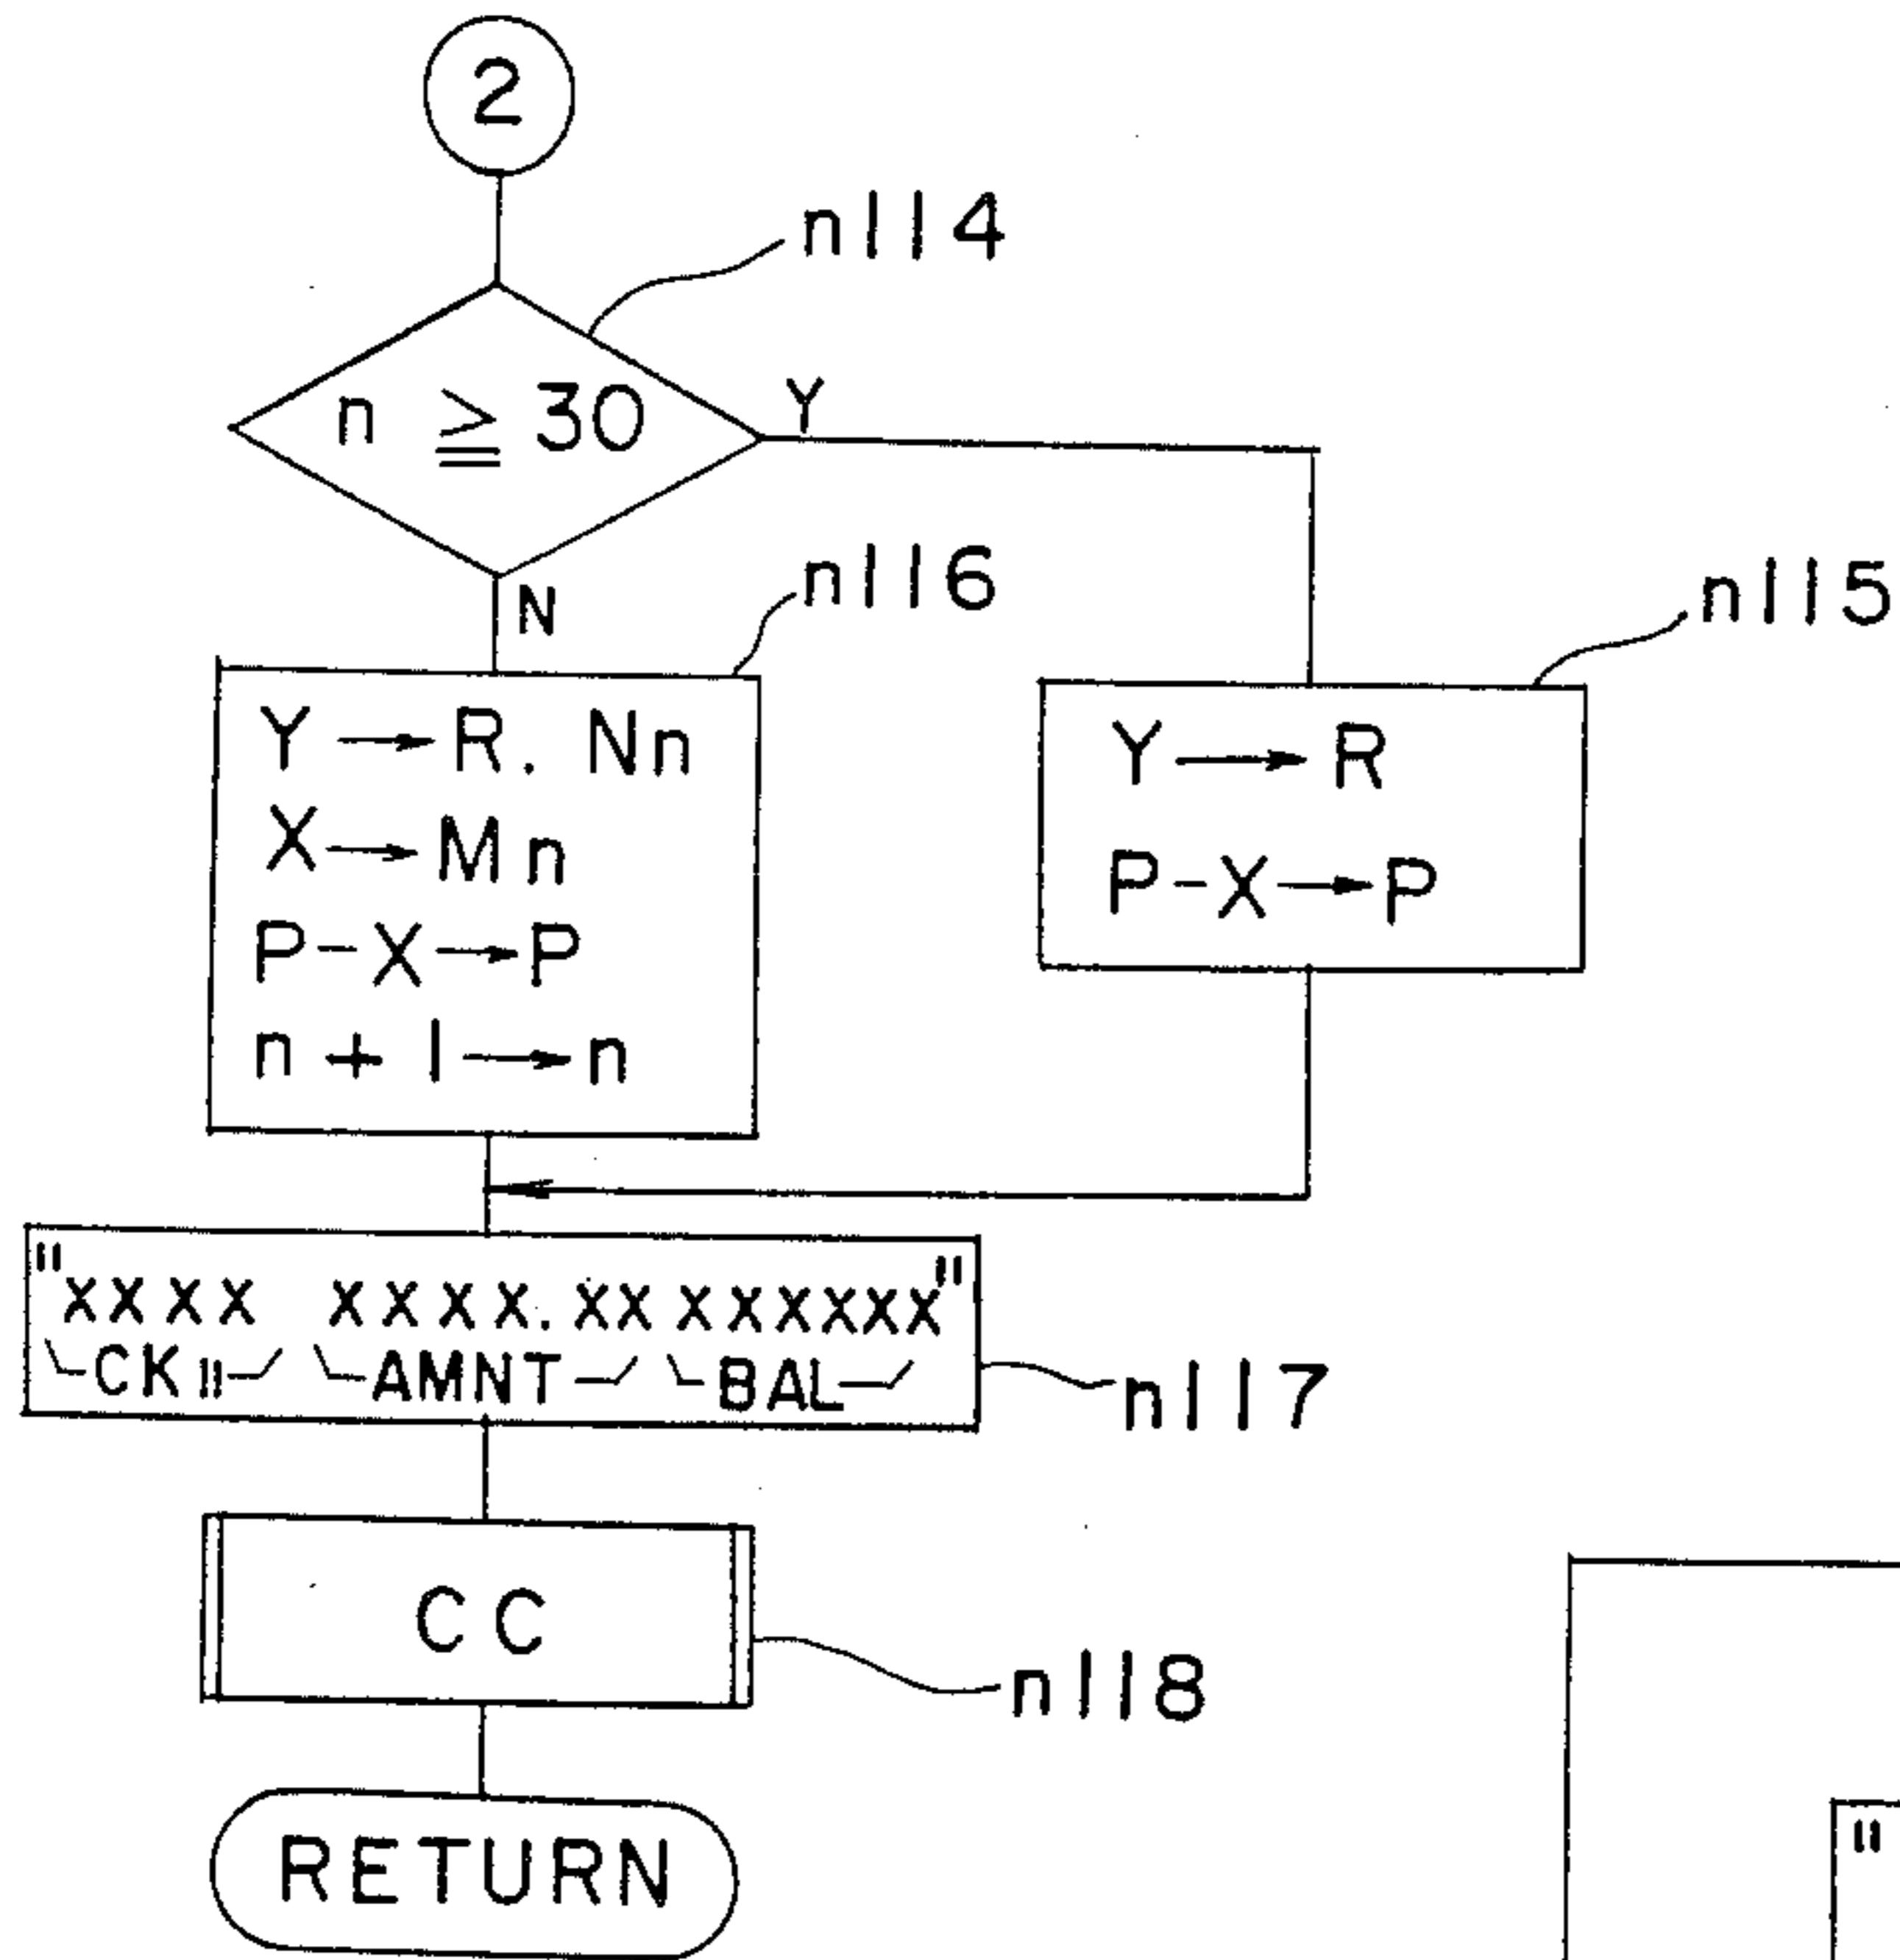 2
n114
n ≧ 30
Y
n116
N
n115
Y → R. Nn
X → Mn
P-X → P
n + 1 → n
Y → R
P-X → P
"xxxx xxxx.xx xxxxxx"
CK" AMNT BAL
n117
CC
n118
RETURN
"